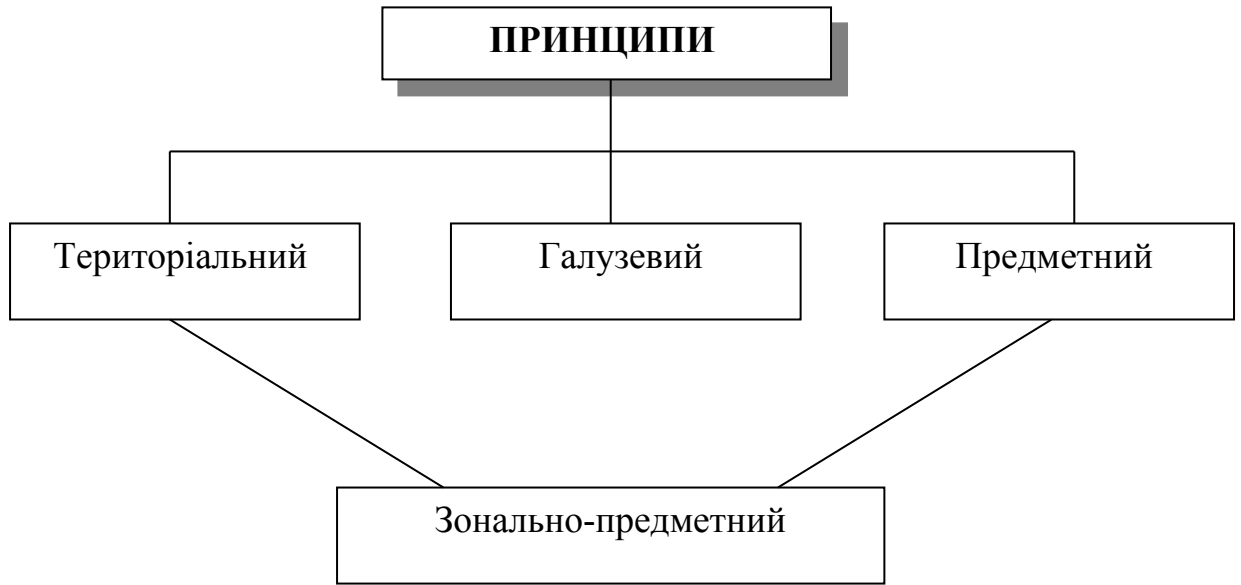 ПРИНЦИПИ
Територіальний
Галузевий
Предметний
Зонально-предметний